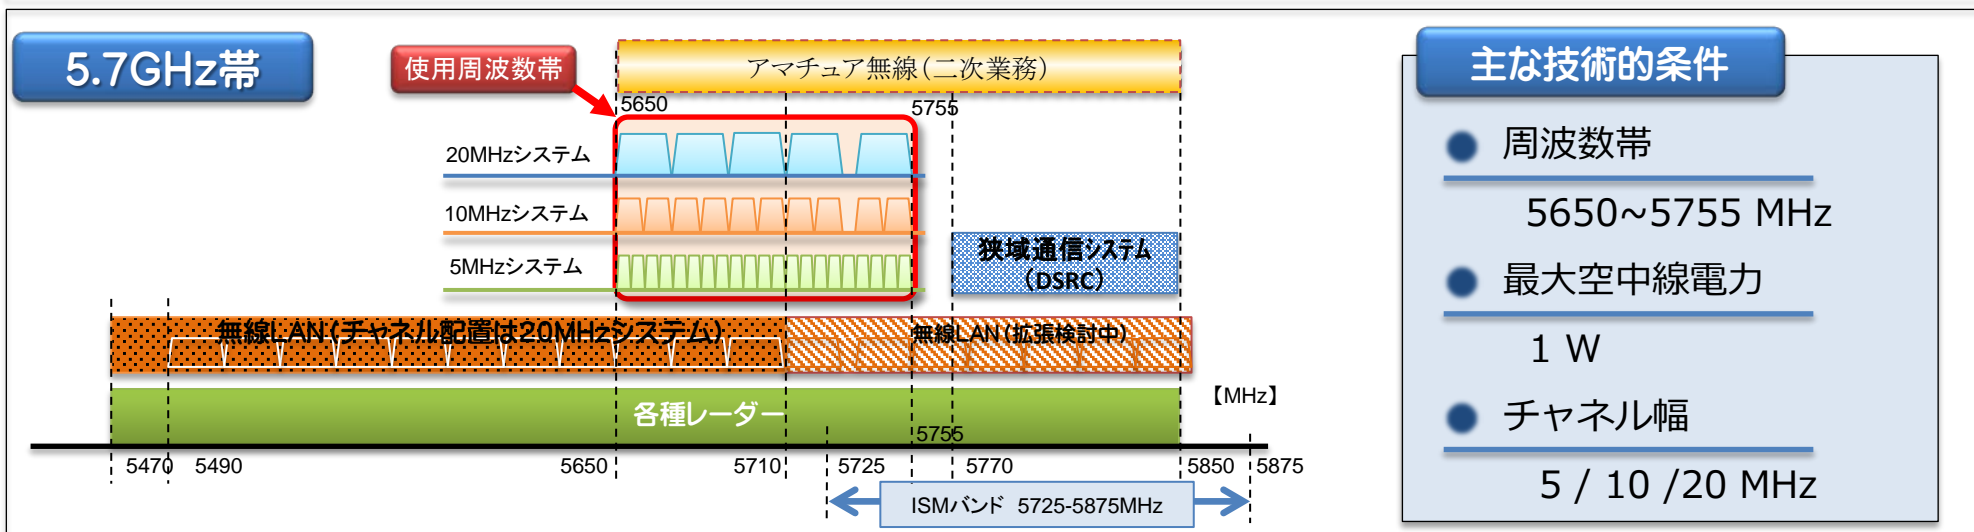 5.7GHz帯
使用周波数帯
アマチュア無線(二次業務)
5650
5755
20MHzシステム
10MHzシステム
5MHzシステム
狭域通信システム
(DSRC)
無線LAN(チャネル配置は20MHzシステム)
無線LAN(拡張検討中)
各種レーダー
【MHz】
5755
5470 5490 5650 5710 5725 5770 5850 5875
ISMバンド 5725-5875MHz
主な技術的条件
● 周波数帯
5650~5755 MHz
● 最大空中線電力
1 W
● チャネル幅
5 / 10 /20 MHz